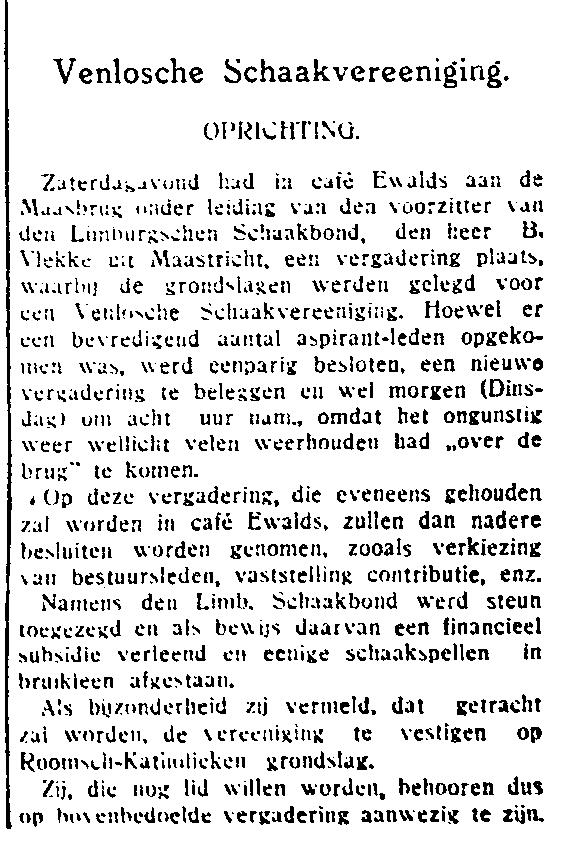 Venlosche Schaakvereeniging.
OPRICHTING.
Zaterdagavond had in café Ewalds aan de
Maasbrug onder leiding van den voorzitter van
den Limburgschen Schaakbond, den heer B.
Vlekke uit Maastricht, een vergadering plaats,
waarbij de grondslagen werden gelegd voor
een Venlosche Schaakvereeniging. Hoewel er
een bevredigend aantal aspirant-leden opgeko-
men was, werd eenparig besloten, een nieuwe
vergadering te beleggen en wel morgen (Dins-
dag) om acht uur nam., omdat het ongunstig
weer wellicht velen weerhouden had „over de
brug” te komen.
Op deze vergadering, die eveneens gehouden
zal worden in café Ewalds, zullen dan nadere
besluiten worden genomen, zooals verkiezing
van bestuursleden, vaststelling contributie, enz.
Namens den Limb. Schaakbond werd steun
toegezegd en als bewijs daarvan een financieel
subsidie verleend en eenige schaakspellen in
bruikleen afgestaan.
Als bijzonderheid zij vermeld, dat getracht
zal worden, de vereeniging te vestigen op
Roomsch-Katholieken grondslag.
Zij, die nog lid willen worden, behooren dus
op bovenbedoelde vergadering aanwezig te zijn.